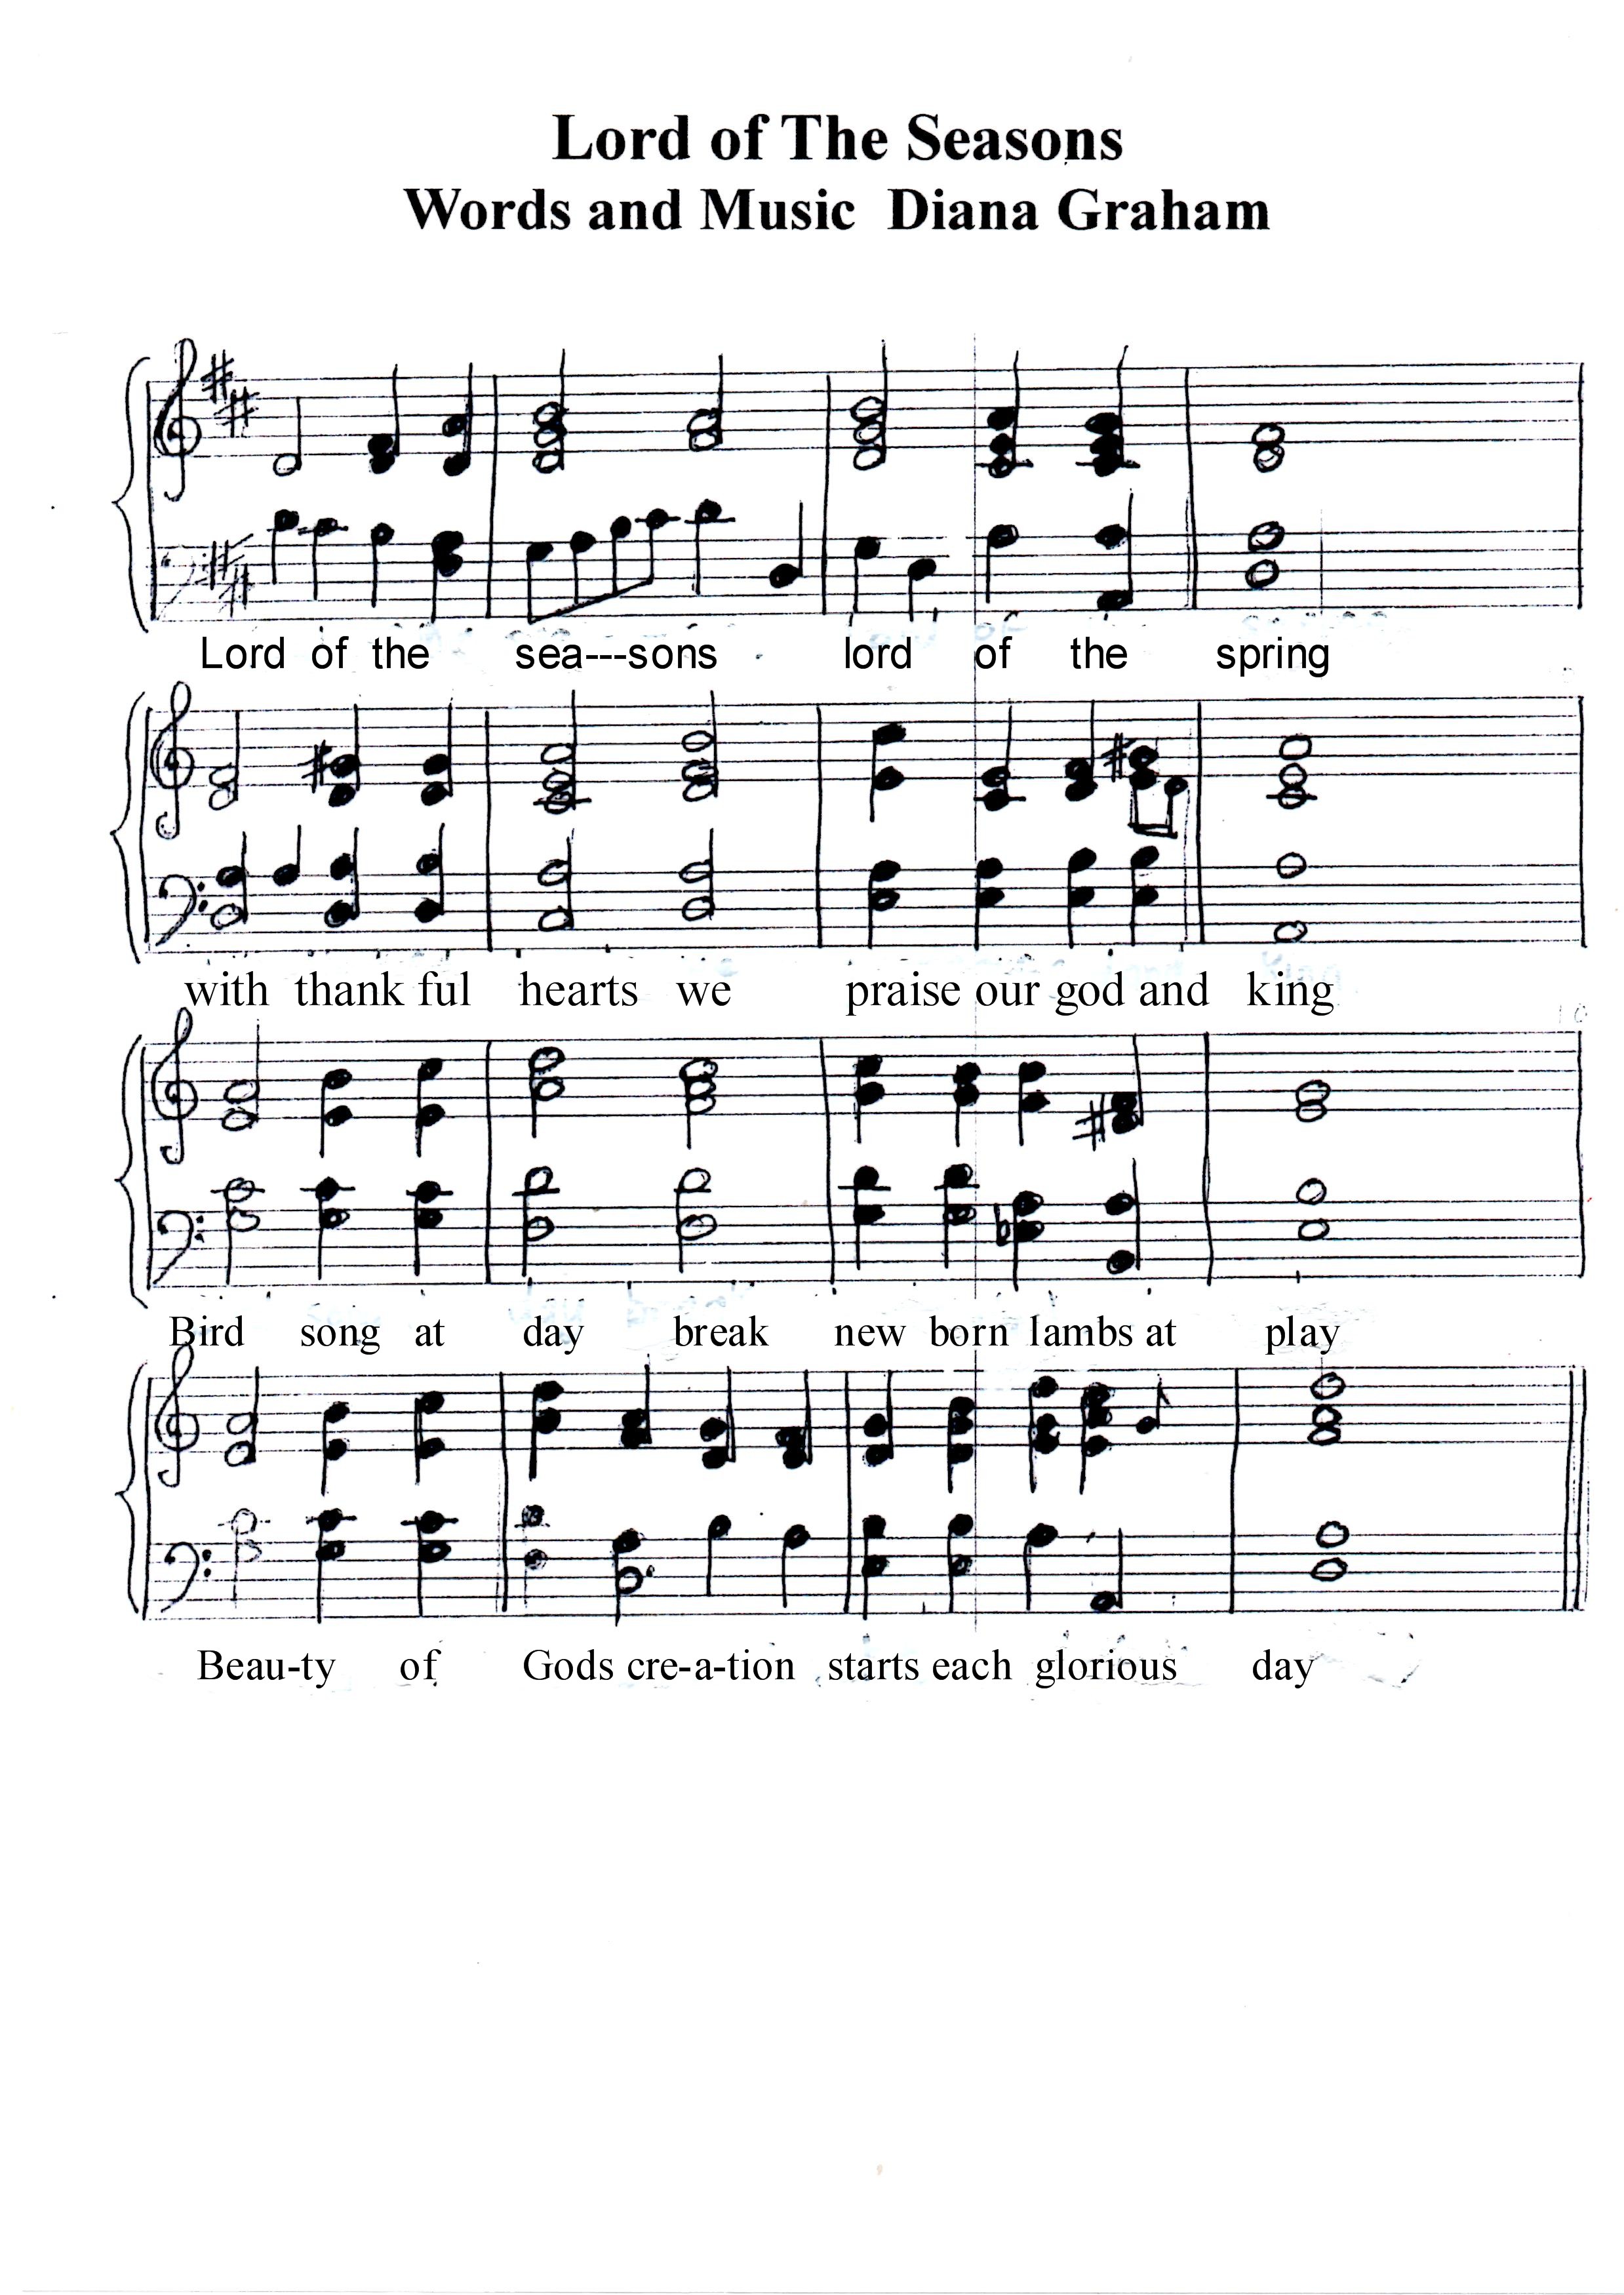 Lord of The Seasons
Words and Music Diana Graham
Lord of the sea---sons lord of the spring
with thank ful hearts we praise our god and king
Bird song at day break new born lambs at play
Beau-ty of Gods cre-a-tion starts each glorious day